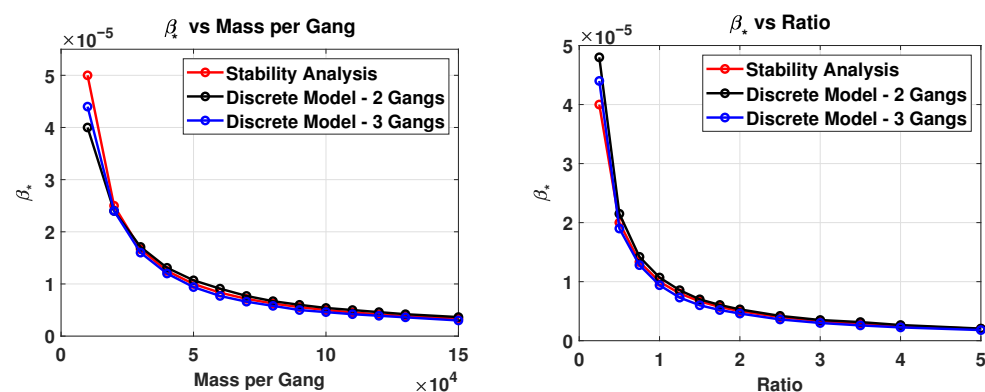 β* vs Mass per Gang
×10⁻⁵
5
4
3
2
1
0
β*
Stability Analysis
Discrete Model - 2 Gangs
Discrete Model - 3 Gangs
0 5 10 15
Mass per Gang
×10⁴
β* vs Ratio
×10⁻⁵
5
4
3
2
1
0
β*
Stability Analysis
Discrete Model - 2 Gangs
Discrete Model - 3 Gangs
0 1 2 3 4 5
Ratio